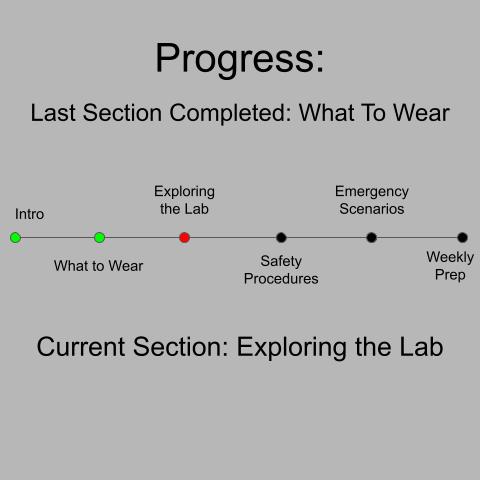 Progress:
Last Section Completed: What To Wear
Exploring
the Lab
Emergency
Scenarios
Intro
What to Wear
Safety
Procedures
Weekly
Prep
Current Section: Exploring the Lab